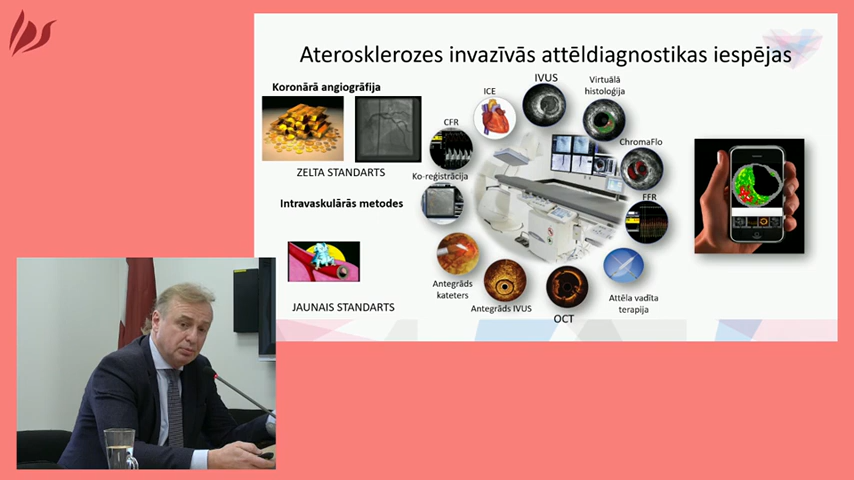 Aterosklerozes invazīvās attēldiagnostikas iespējas
Koronārā angiogrāfija
ZELTA STANDARTS
Intravaskulārās metodes
JAUNAIS STANDARTS
ICE
IVUS
Virtuālā
histoloģija
CFR
ChromaFlo
Ko-reģistrācija
FFR
Antegrāds
kateters
Antegrāds IVUS
OCT
Attēla vadīta
terapija